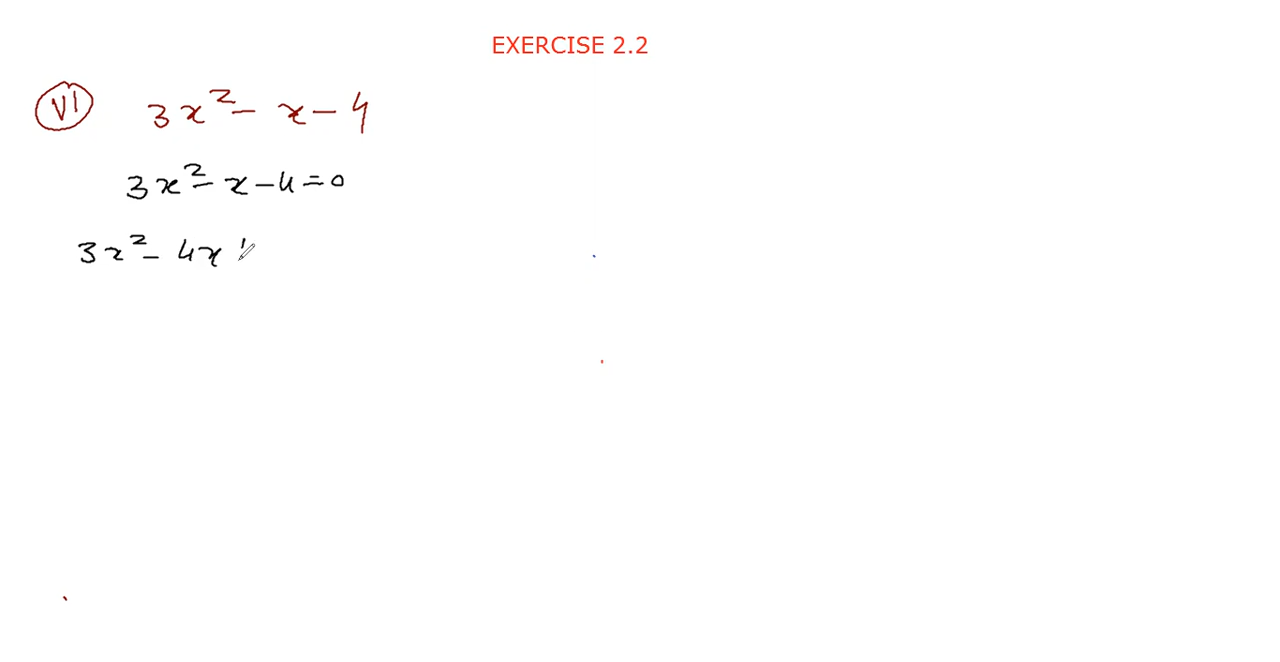 EXERCISE 2.2
VI 3x² - x - 4
3x² - x - 4 = 0
3x² - 4x